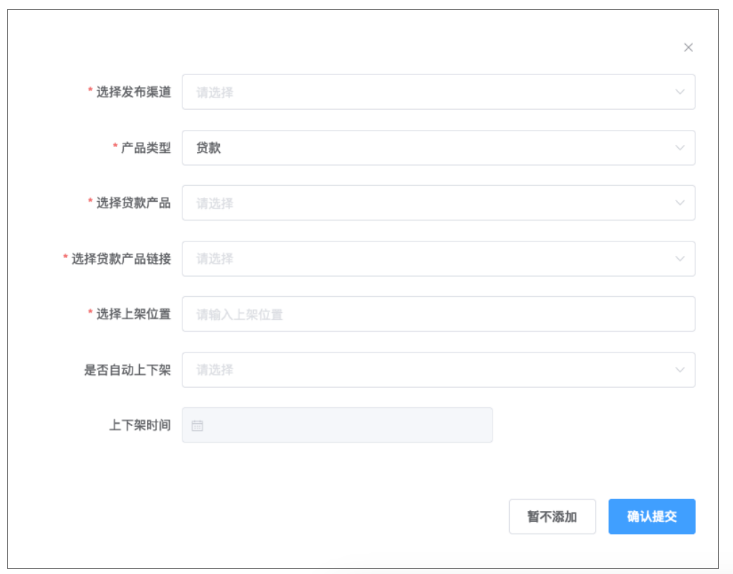 * 选择发布渠道 请选择
* 产品类型 贷款
* 选择贷款产品 请选择
* 选择贷款产品链接 请选择
* 选择上架位置 请输入上架位置
是否自动上下架 请选择
上下架时间
暂不添加 确认提交